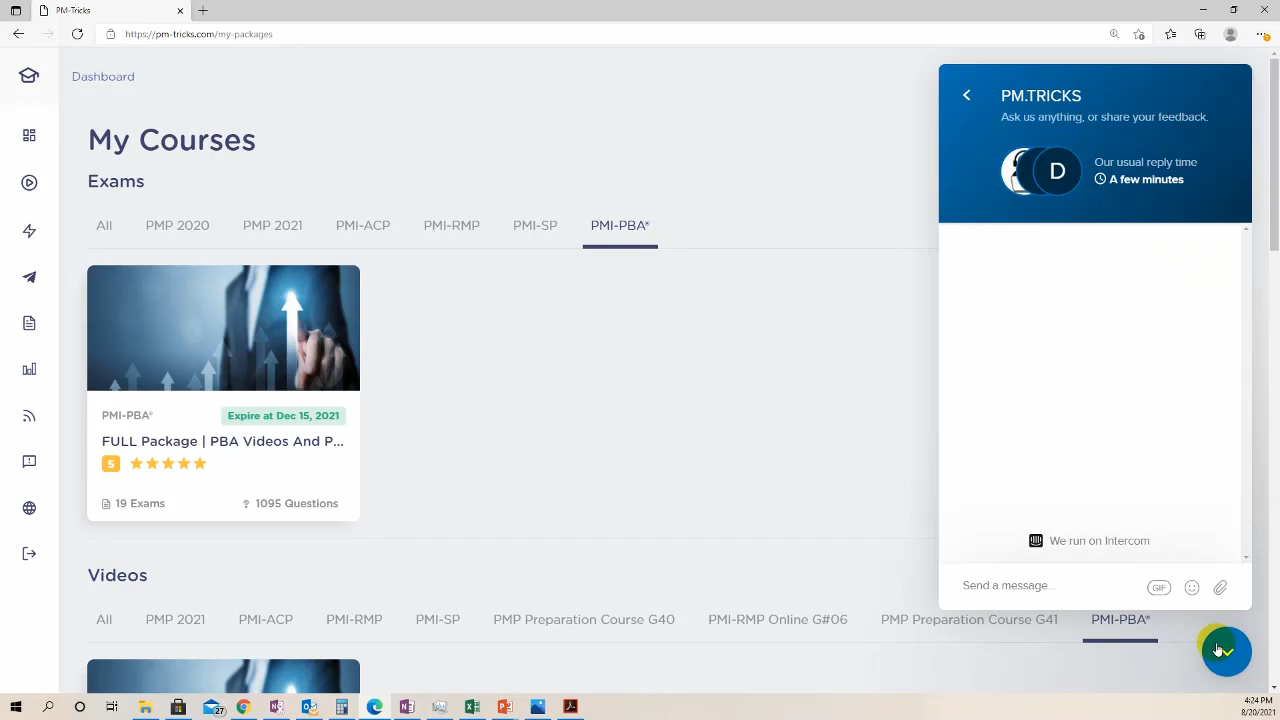 PM-Tricks
https://pm-tricks.com/my-packages
Dashboard
My Courses
Exams
All PMP 2020 PMP 2021 PMI-ACP PMI-RMP PMI-SP PMI-PBA®
PMI-PBA® Expire at Dec 15, 2021
FULL Package | PBA Videos And P...
S
19 Exams 1095 Questions
Videos
All PMP 2021 PMI-ACP PMI-RMP PMI-SP PMP Preparation Course G40 PMI-RMP Online G#06 PMP Preparation Course G41 PMI-PBA®
PM.TRICKS
Ask us anything, or share your feedback.
D
Our usual reply time
A few minutes
We run on Intercom
Send a message...
GIF
27
4:24 PM
8/20/2021